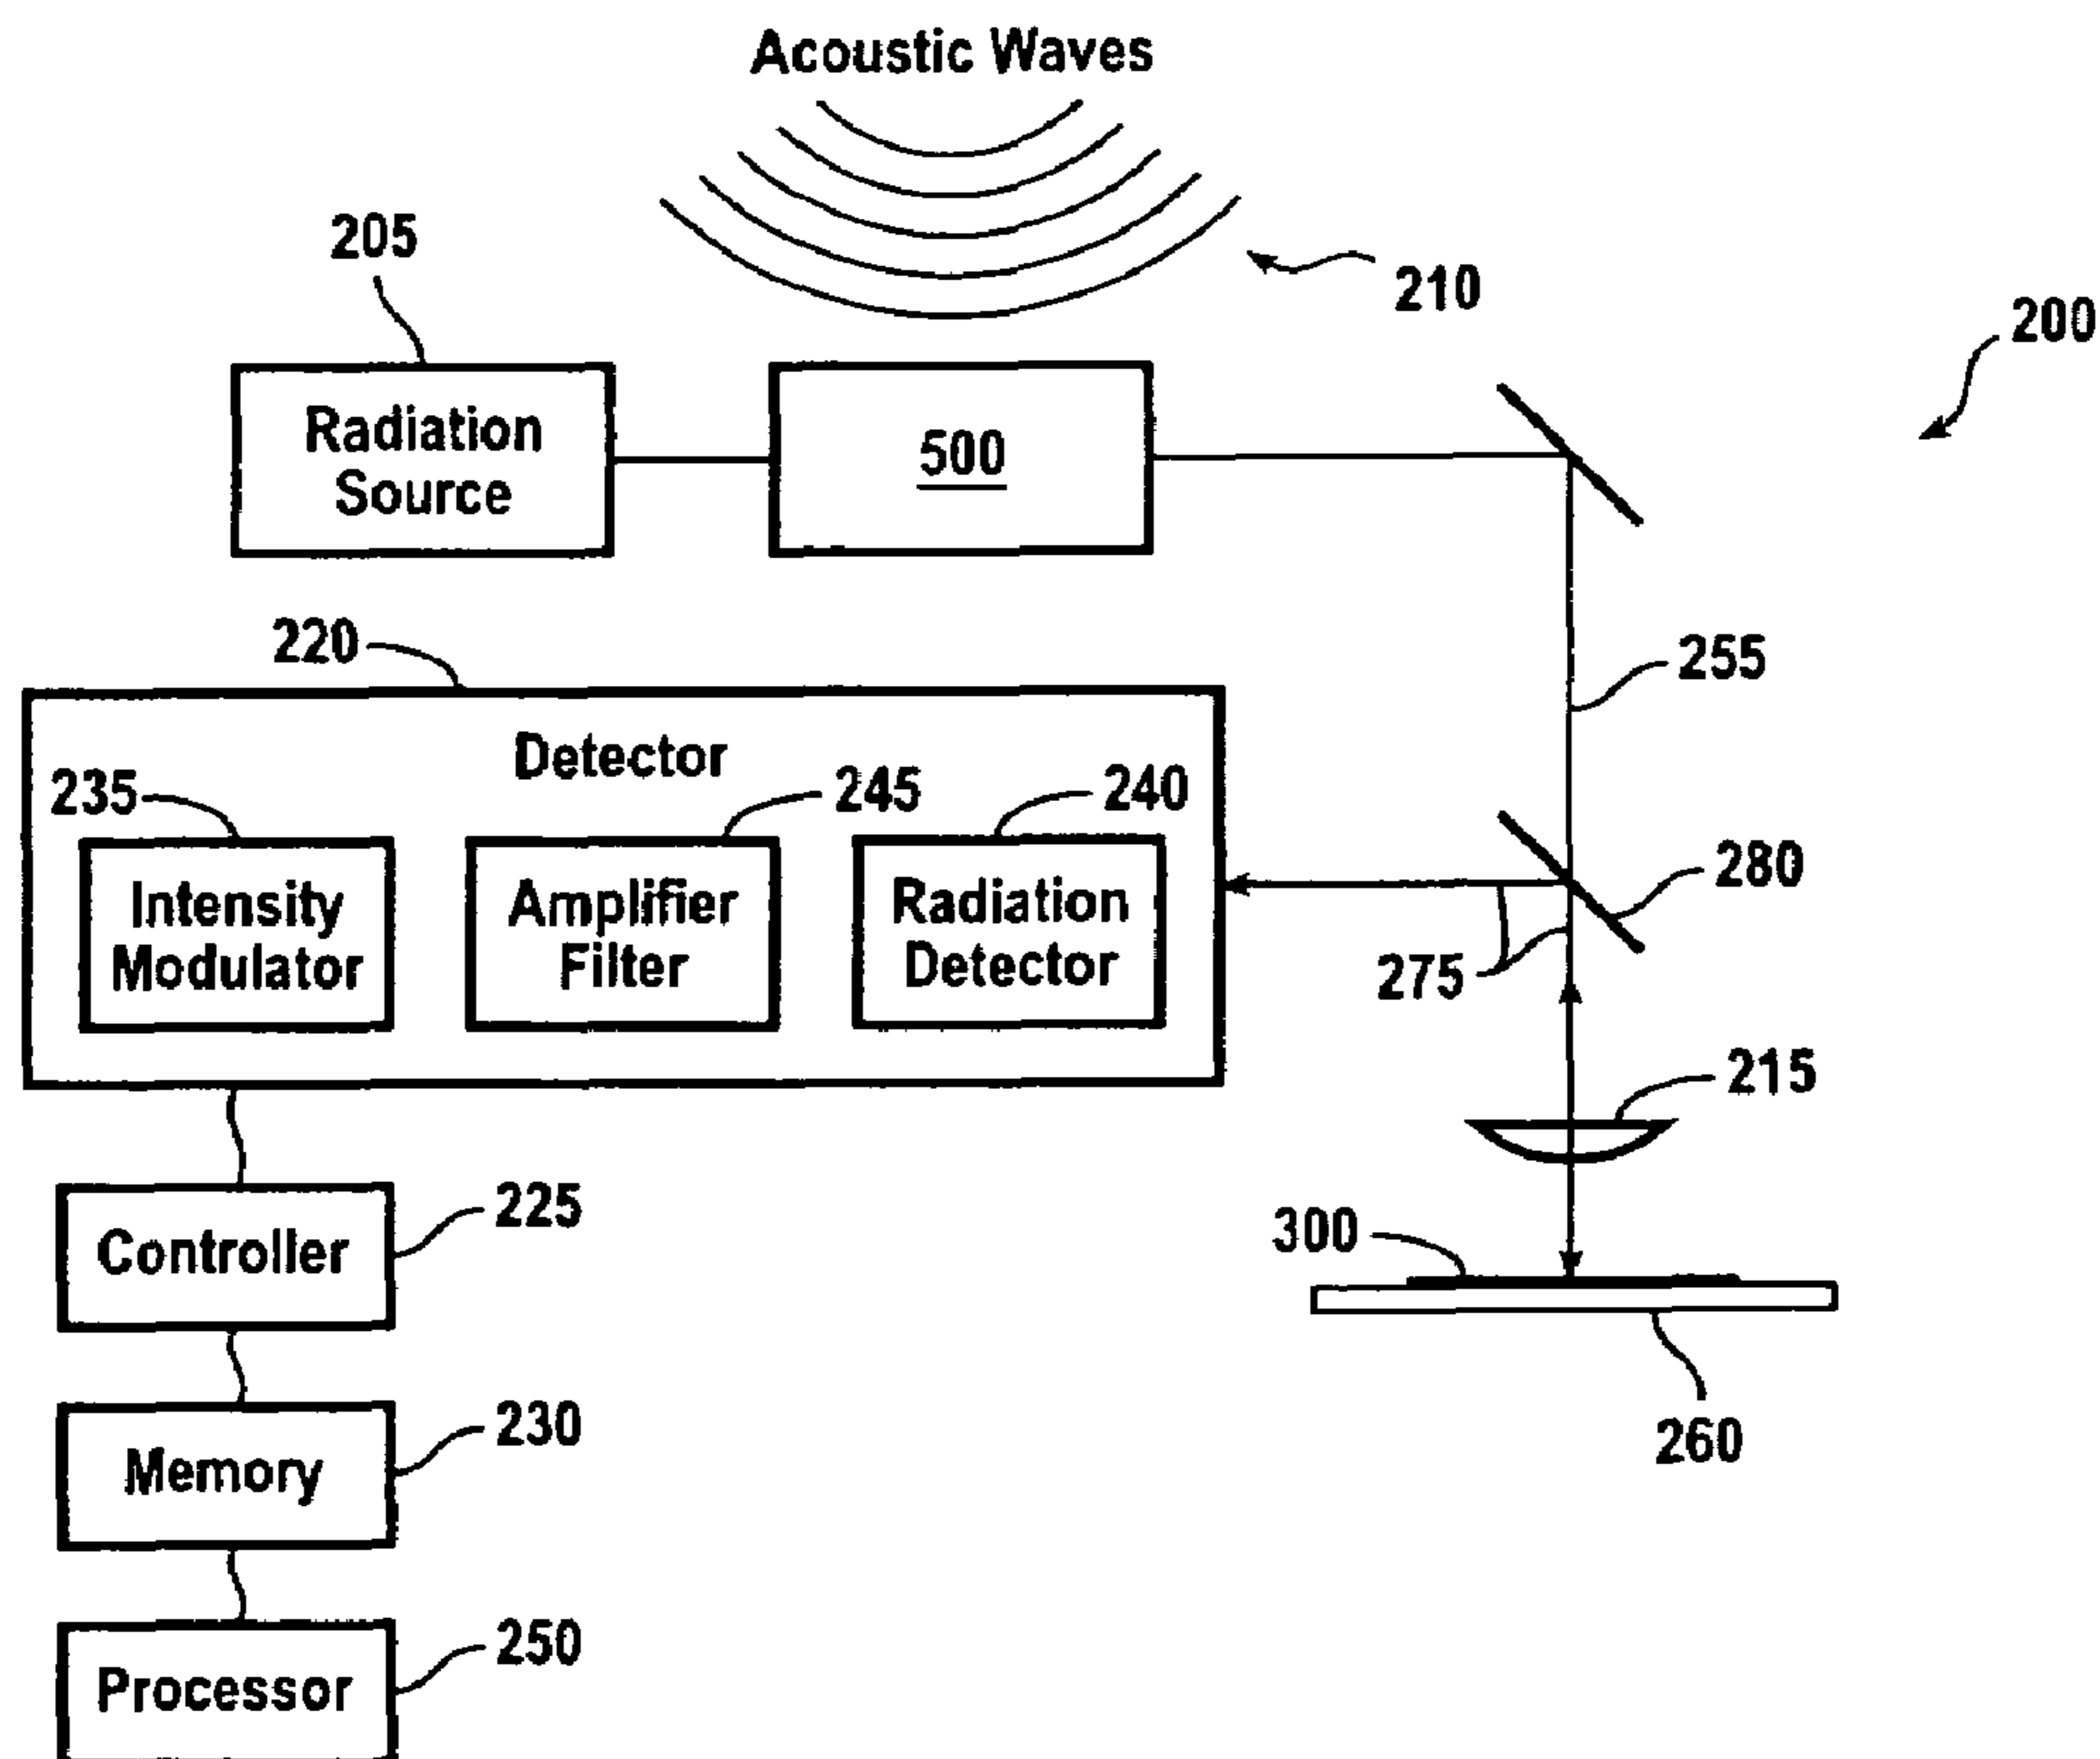 Acoustic Waves
205
210
200
Radiation
Source
500
220
255
Detector
235
245
240
280
Intensity
Modulator
Amplifier
Filter
Radiation
Detector
275
215
225
300
Controller
230
260
Memory
250
Processor